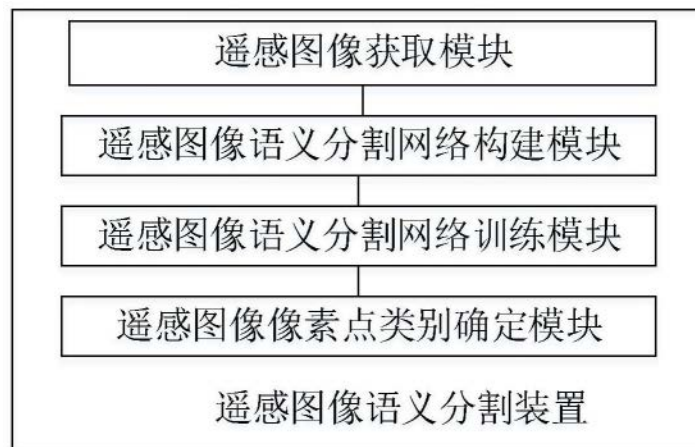 遥感图像获取模块
遥感图像语义分割网络构建模块
遥感图像语义分割网络训练模块
遥感图像像素点类别确定模块
遥感图像语义分割装置